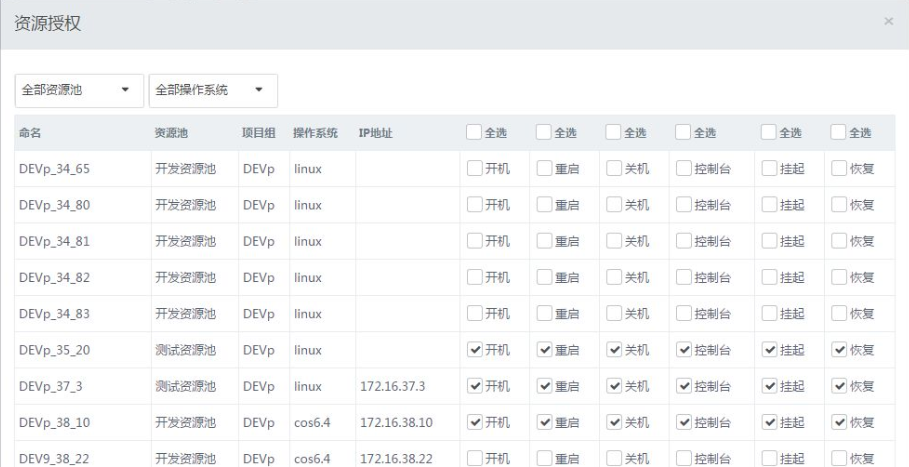 资源授权
全部资源池 全部操作系统
命名 资源池 项目组 操作系统 IP地址 全选 全选 全选 全选 全选 全选
DEVp_34_65 开发资源池 DEVp linux 开机 重启 关机 控制台 挂起 恢复
DEVp_34_80 开发资源池 DEVp linux 开机 重启 关机 控制台 挂起 恢复
DEVp_34_81 开发资源池 DEVp linux 开机 重启 关机 控制台 挂起 恢复
DEVp_34_82 开发资源池 DEVp linux 开机 重启 关机 控制台 挂起 恢复
DEVp_34_83 开发资源池 DEVp linux 开机 重启 关机 控制台 挂起 恢复
DEVp_35_20 测试资源池 DEVp linux 开机 重启 关机 控制台 挂起 恢复
DEVp_37_3 测试资源池 DEVp linux 172.16.37.3 开机 重启 关机 控制台 挂起 恢复
DEVp_38_10 开发资源池 DEVp cos6.4 172.16.38.10 开机 重启 关机 控制台 挂起 恢复
DEV9_38_22 开发资源池 DEVp cos6.4 172.16.38.22 开机 重启 关机 控制台 挂起 恢复